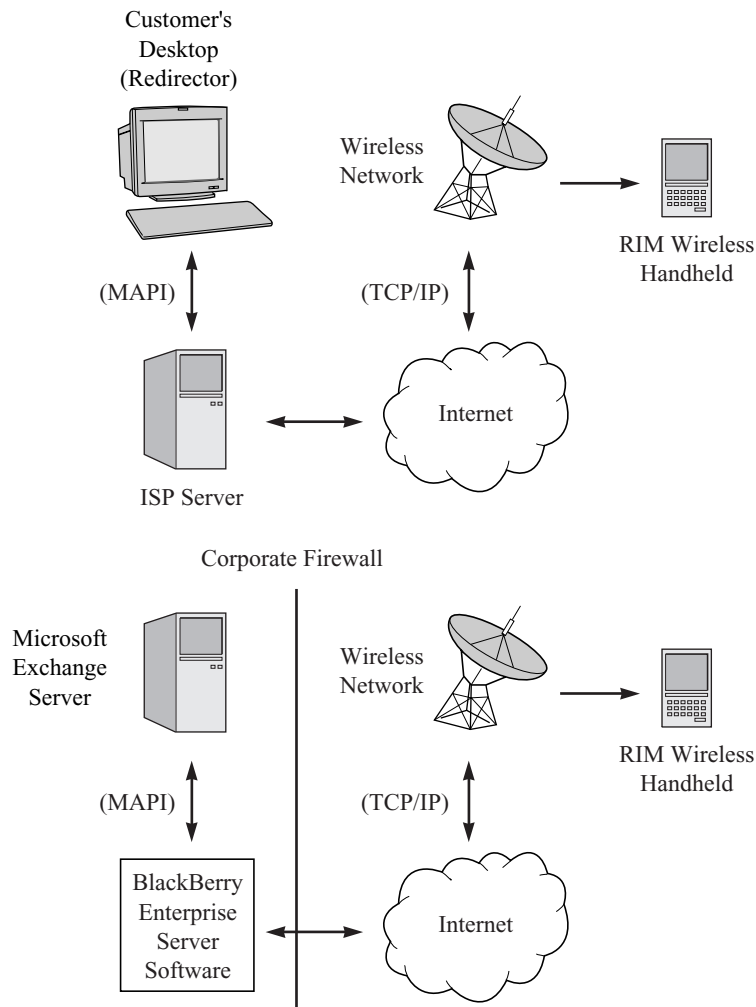 Customer's
Desktop
(Redirector)
Wireless
Network
RIM Wireless
Handheld
(MAPI)
(TCP/IP)
Internet
ISP Server
Corporate Firewall
Microsoft
Exchange
Server
Wireless
Network
RIM Wireless
Handheld
(MAPI)
(TCP/IP)
BlackBerry
Enterprise
Server
Software
Internet